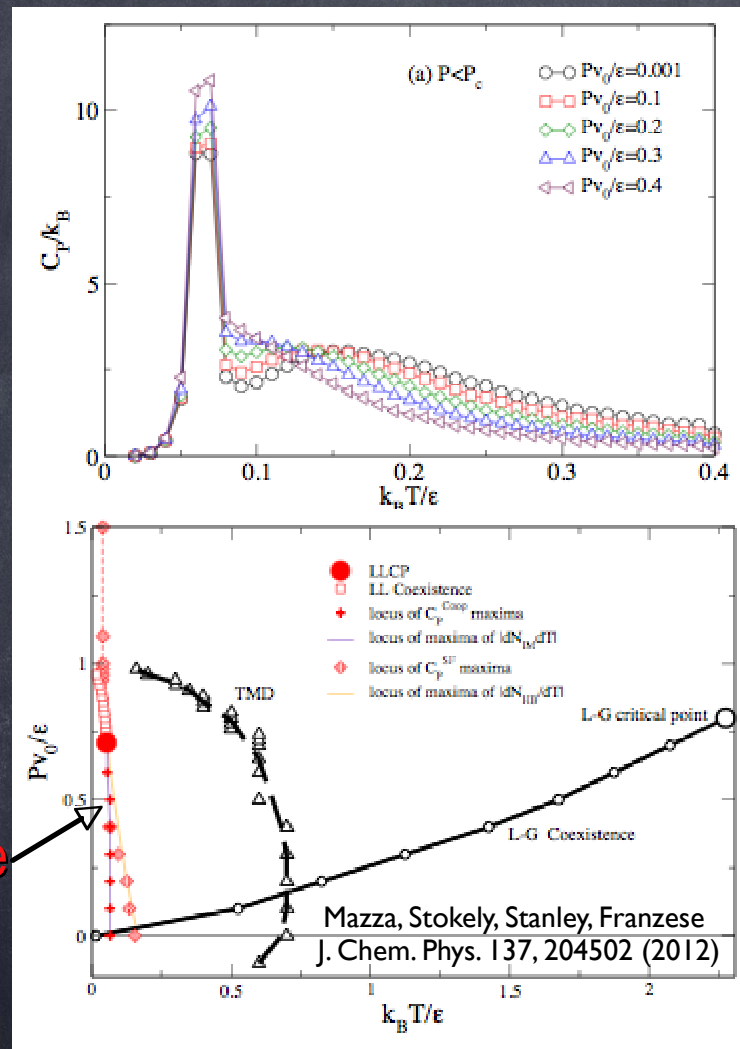 (a) P<P_c
Pv_0/ε=0.001
Pv_0/ε=0.1
Pv_0/ε=0.2
Pv_0/ε=0.3
Pv_0/ε=0.4
10
5
0
C_P/k_B
0
0.1
0.2
0.3
0.4
k_BT/ε
1.5
1
0.5
0
Pv_0/ε
LLCP
LL Coexistence
locus of C_P^Coop maxima
locus of maxima of |dN_IM/dT|
locus of C_P^SF maxima
locus of maxima of |dN_HB/dT|
TMD
L-G critical point
L-G Coexistence
e
Mazza, Stokely, Stanley, Franzese
J. Chem. Phys. 137, 204502 (2012)
0
0.5
1
1.5
2
k_BT/ε